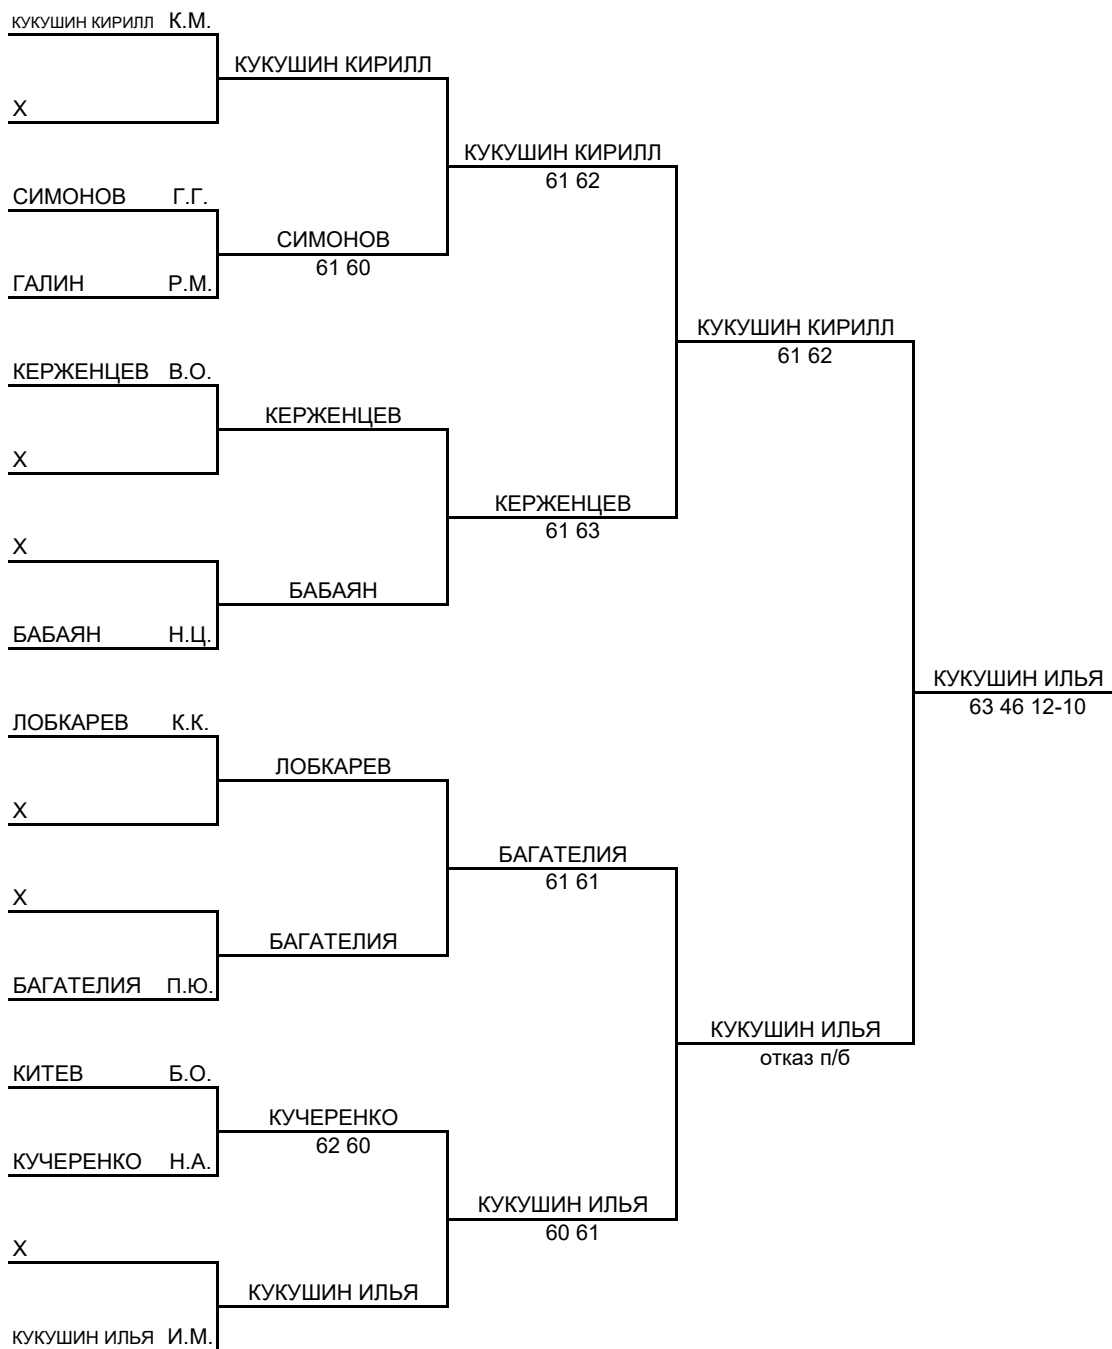 КУКУШИН КИРИЛЛ К.М.
КУКУШИН КИРИЛЛ
Х
КУКУШИН КИРИЛЛ
61 62
СИМОНОВ Г.Г.
СИМОНОВ
61 60
ГАЛИН Р.М.
КУКУШИН КИРИЛЛ
61 62
КЕРЖЕНЦЕВ В.О.
КЕРЖЕНЦЕВ
Х
КЕРЖЕНЦЕВ
61 63
Х
БАБАЯН
БАБАЯН Н.Ц.
КУКУШИН ИЛЬЯ
63 46 12-10
ЛОБКАРЕВ К.К.
ЛОБКАРЕВ
Х
БАГАТЕЛИЯ
61 61
Х
БАГАТЕЛИЯ
БАГАТЕЛИЯ П.Ю.
КУКУШИН ИЛЬЯ
отказ п/б
КИТЕВ Б.О.
КУЧЕРЕНКО
62 60
КУЧЕРЕНКО Н.А.
КУКУШИН ИЛЬЯ
60 61
Х
КУКУШИН ИЛЬЯ
КУКУШИН ИЛЬЯ И.М.